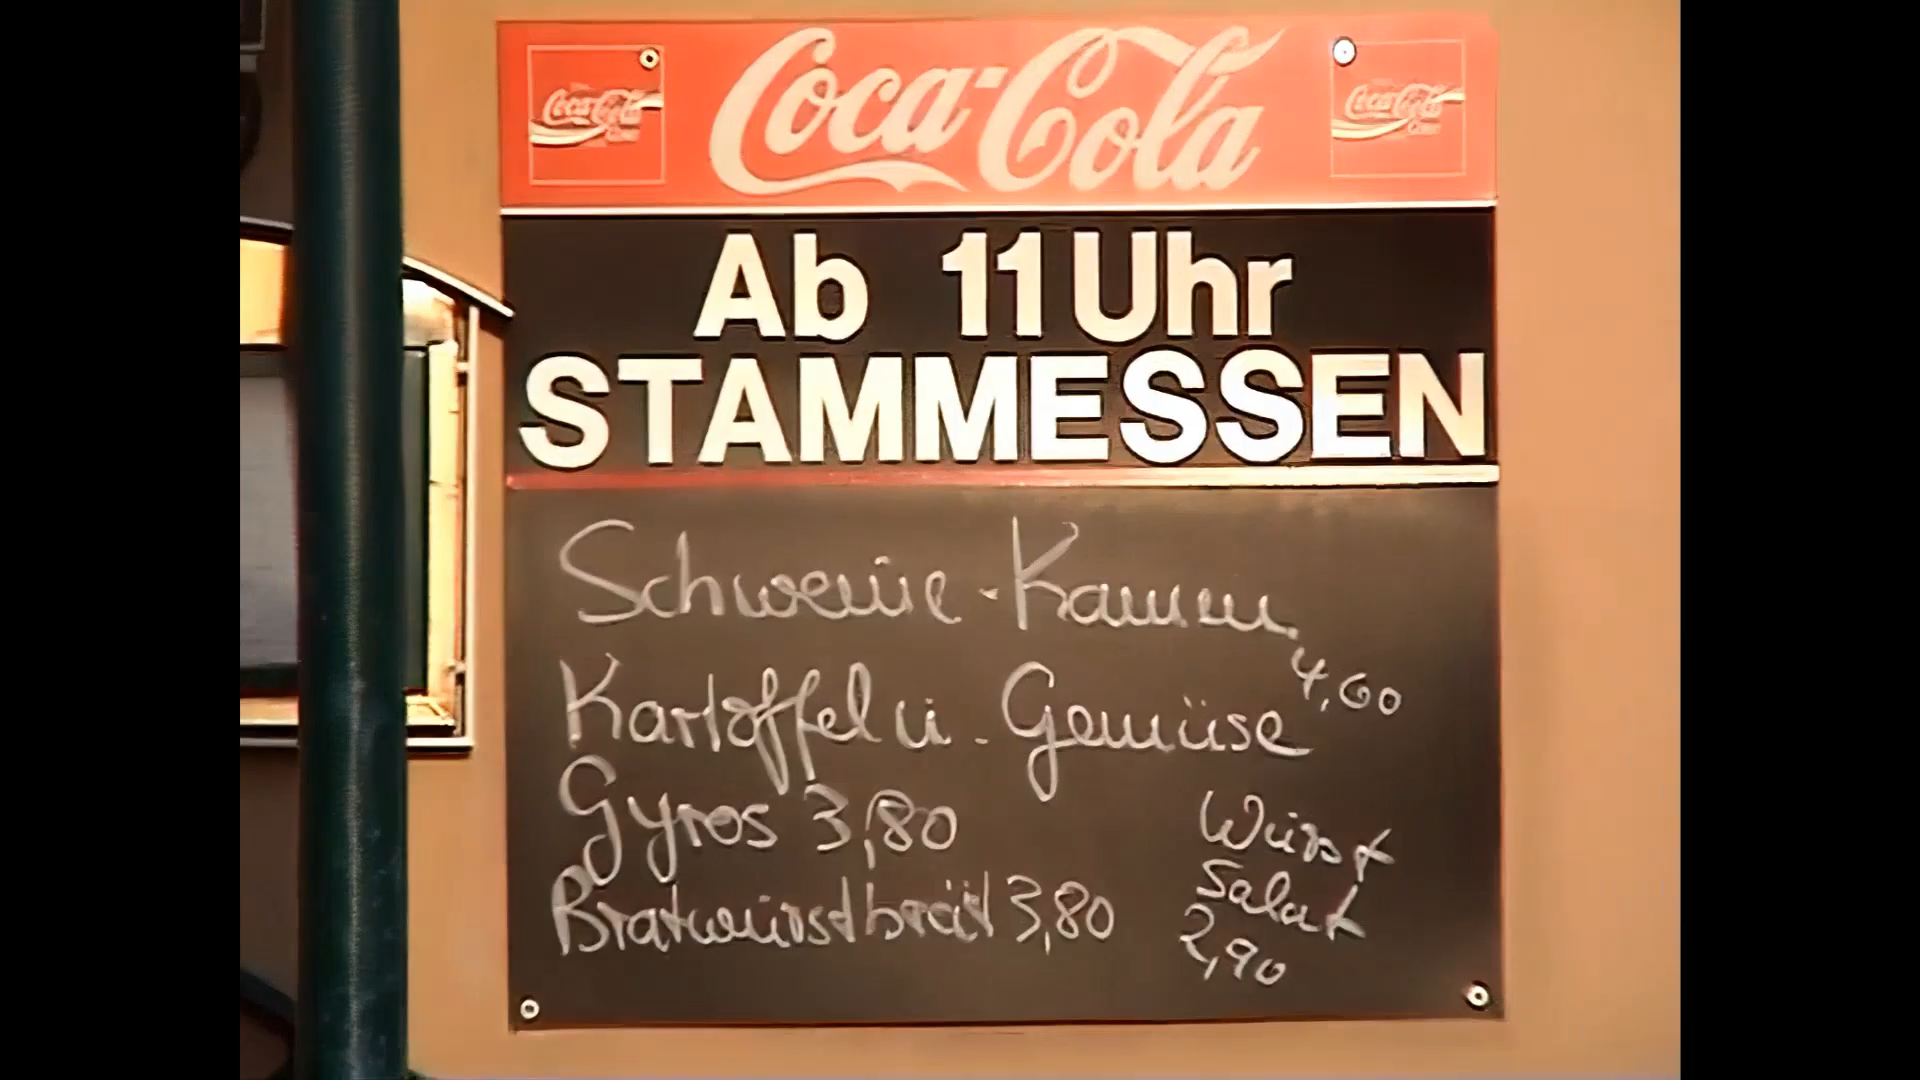 Coca-Cola
Coca-Cola
Coca-Cola
Ab 11 Uhr
STAMMESSEN
Schweine-Kamm
4,60
Kartoffel u. Gemüse
Gyros 3,80
Bratwurstbrät 3,80
Wurst
Salat
2,90